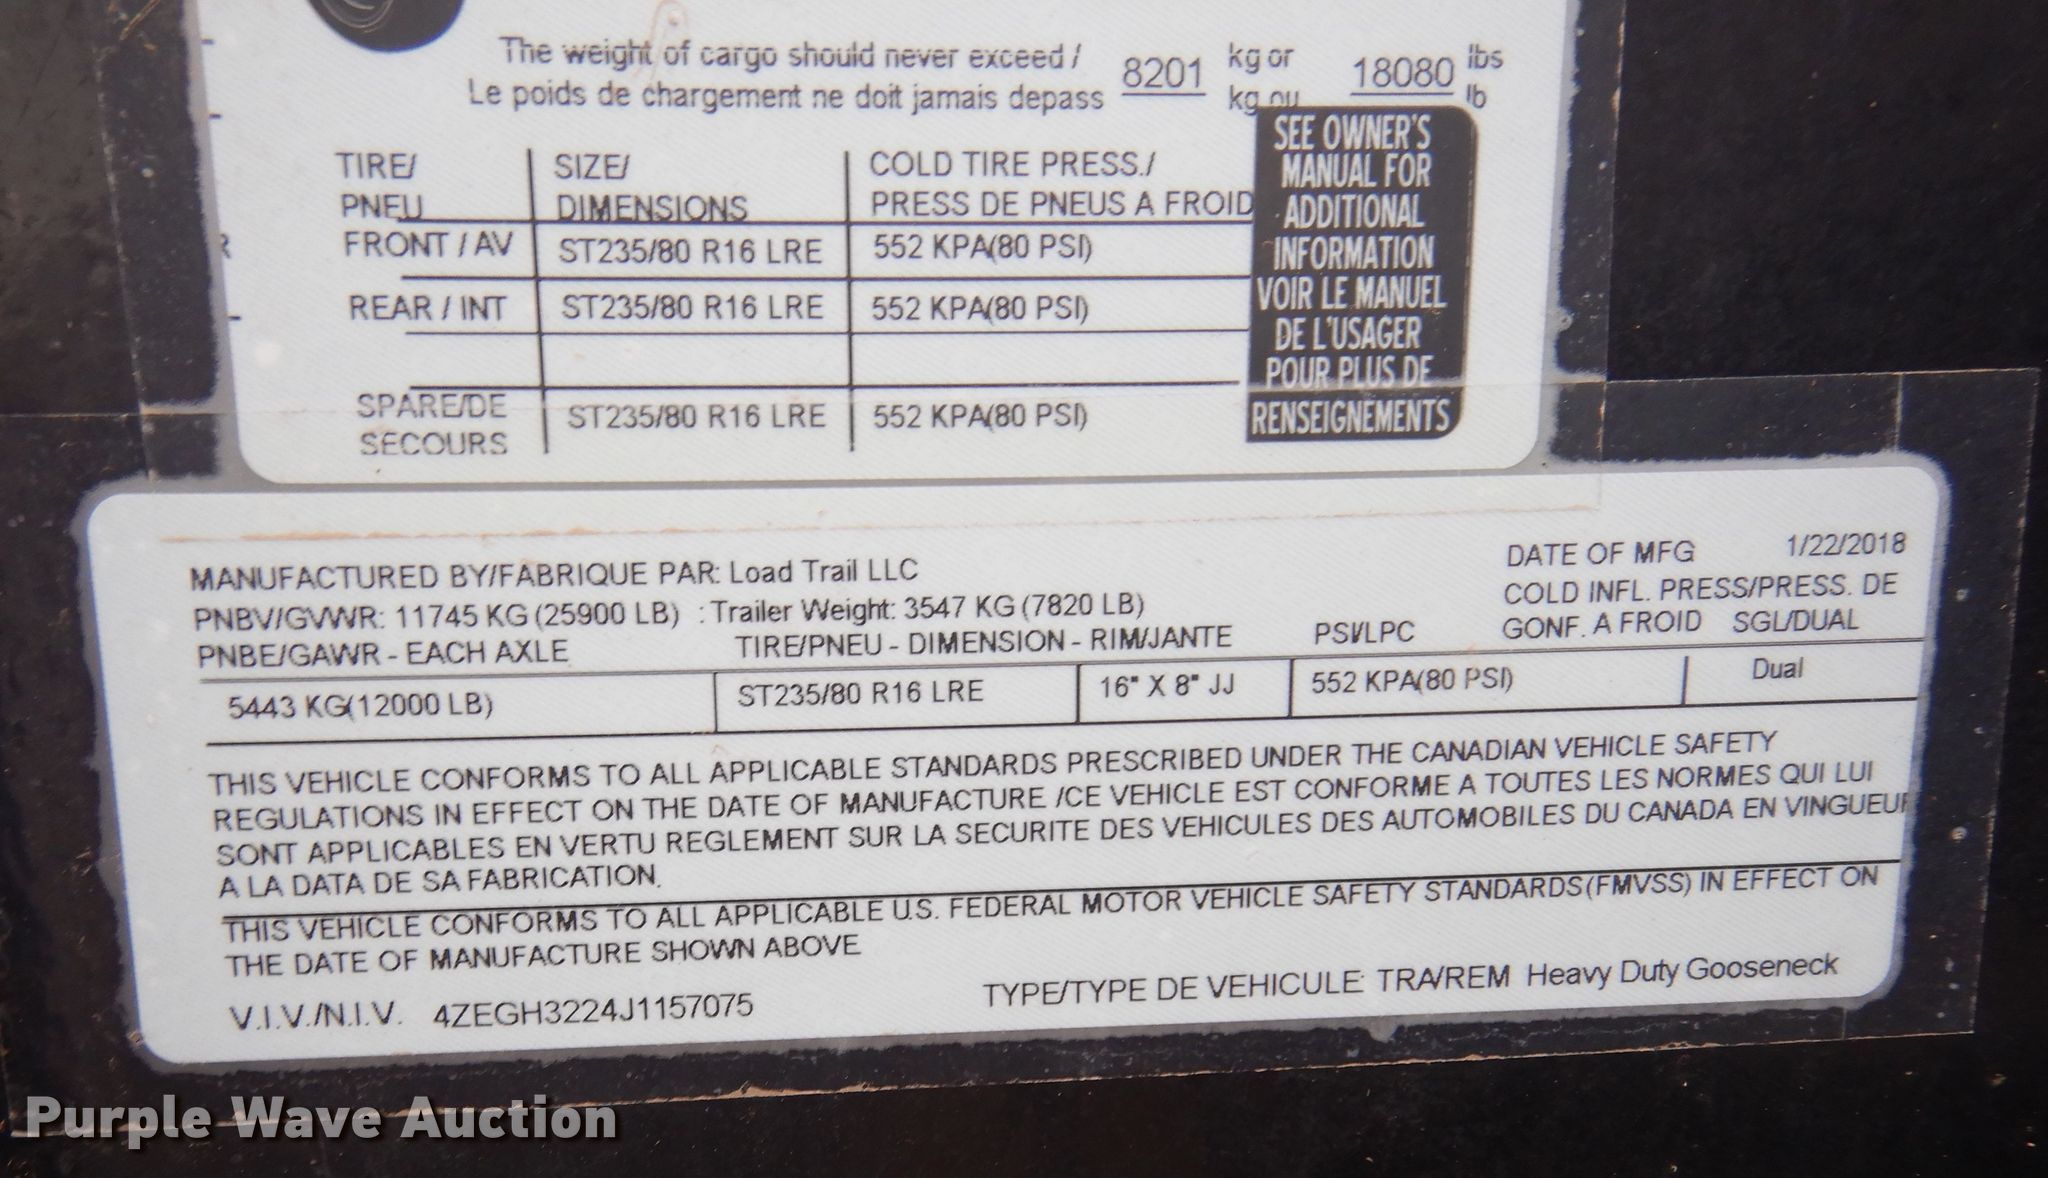 The weight of cargo should never exceed / 8201 kg or 18080 lbs
Le poids de chargement ne doit jamais depass kg ou lb
SEE OWNER'S
MANUAL FOR
ADDITIONAL
INFORMATION
VOIR LE MANUEL
DE L'USAGER
POUR PLUS DE
RENSEIGNEMENTS
TIRE/ SIZE/ COLD TIRE PRESS./
PNEU DIMENSIONS PRESS DE PNEUS A FROID
FRONT / AV ST235/80 R16 LRE 552 KPA(80 PSI)
REAR / INT ST235/80 R16 LRE 552 KPA(80 PSI)
SPARE/DE ST235/80 R16 LRE 552 KPA(80 PSI)
SECOURS
MANUFACTURED BY/FABRIQUE PAR: Load Trail LLC DATE OF MFG 1/22/2018
PNBV/GVWR: 11745 KG (25900 LB) : Trailer Weight: 3547 KG (7820 LB) COLD INFL. PRESS/PRESS. DE
PNBE/GAWR - EACH AXLE TIRE/PNEU - DIMENSION - RIM/JANTE PSI/LPC GONF. A FROID SGL/DUAL
5443 KG(12000 LB) ST235/80 R16 LRE 16" X 8" JJ 552 KPA(80 PSI) Dual
THIS VEHICLE CONFORMS TO ALL APPLICABLE STANDARDS PRESCRIBED UNDER THE CANADIAN VEHICLE SAFETY
REGULATIONS IN EFFECT ON THE DATE OF MANUFACTURE /CE VEHICLE EST CONFORME A TOUTES LES NORMES QUI LUI
SONT APPLICABLES EN VERTU REGLEMENT SUR LA SECURITE DES VEHICULES DES AUTOMOBILES DU CANADA EN VINGUEUR
A LA DATA DE SA FABRICATION.
THIS VEHICLE CONFORMS TO ALL APPLICABLE U.S. FEDERAL MOTOR VEHICLE SAFETY STANDARDS(FMVSS) IN EFFECT ON
THE DATE OF MANUFACTURE SHOWN ABOVE
V.I.V./N.I.V. 4ZEGH3224J1157075 TYPE/TYPE DE VEHICULE: TRA/REM Heavy Duty Gooseneck
Purple Wave Auction